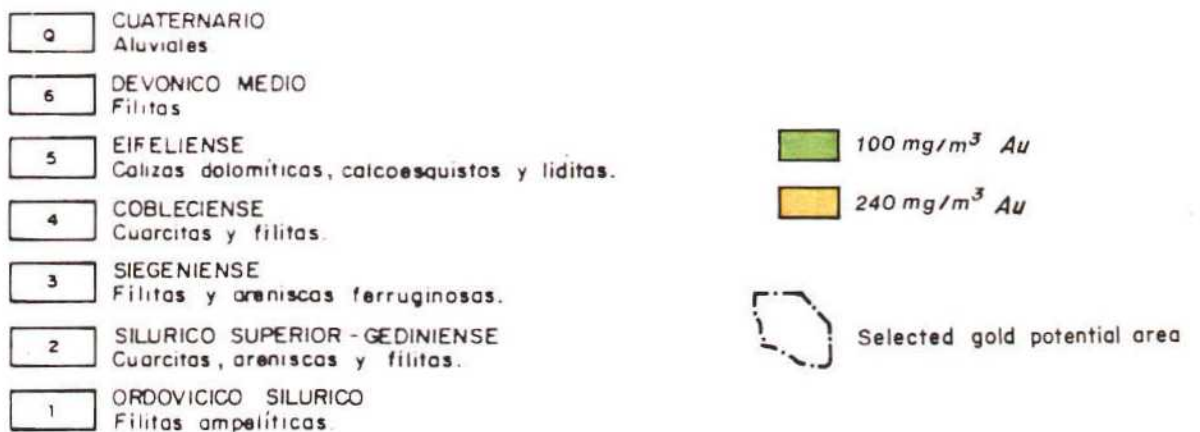 Q
CUATERNARIO
Aluviales
6
DEVONICO MEDIO
Filitas
5
EIFELIENSE
Calizas dolomíticas, calcoesquistos y liditas.
4
COBLECIENSE
Cuarcitas y filitas.
3
SIEGENIENSE
Filitas y areniscas ferruginosas.
2
SILURICO SUPERIOR - GEDINIENSE
Cuarcitas, areniscas y filitas.
1
ORDOVICICO SILURICO
Filitas ampelíticas.
100 mg/m³ Au
240 mg/m³ Au
Selected gold potential area